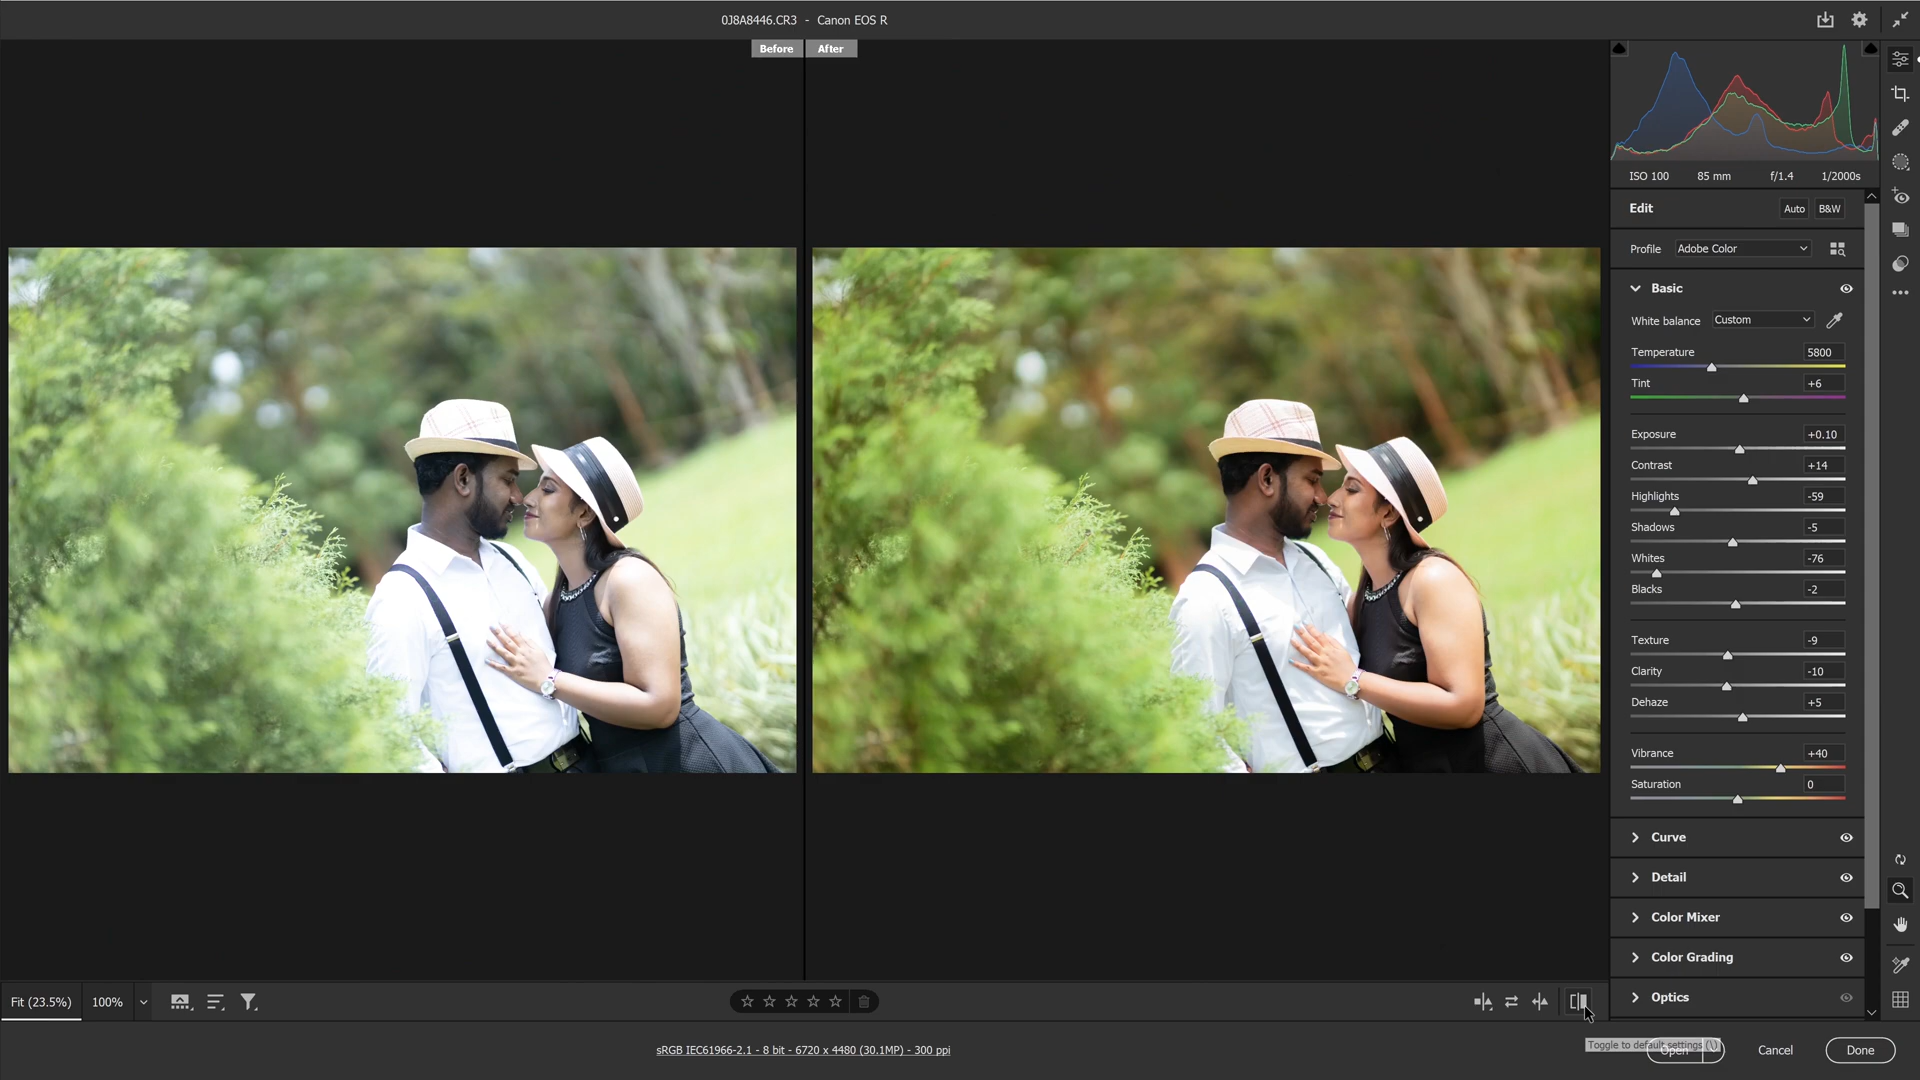 0J8A8446.CR3 - Canon EOS R
Before After
ISO 100 85 mm f/1.4 1/2000s
Edit Auto B&W
Profile Adobe Color
Basic
White balance Custom
Temperature 5800
Tint +6
Exposure +0.10
Contrast +14
Highlights -59
Shadows -5
Whites -76
Blacks -2
Texture -9
Clarity -10
Dehaze +5
Vibrance +40
Saturation 0
Curve
Detail
Color Mixer
Color Grading
Optics
Fit (23.5%) 100%
sRGB IEC61966-2.1 - 8 bit - 6720 x 4480 (30.1MP) - 300 ppi
Toggle to default settings (\)
Open Cancel Done